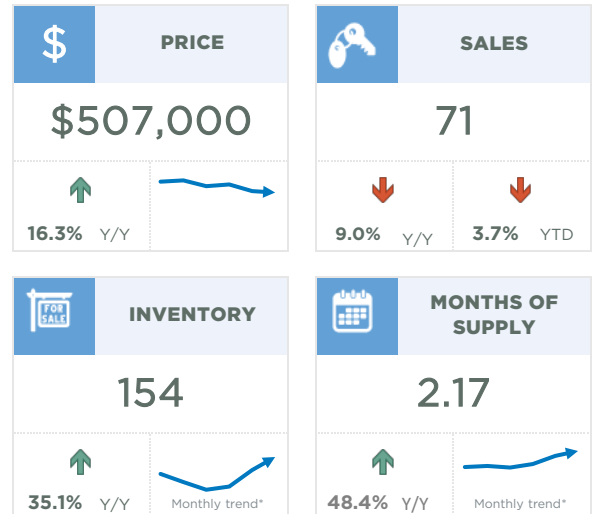 $
PRICE
$507,000
16.3% Y/Y
SALES
71
9.0% Y/Y
3.7% YTD
FOR
SALE
INVENTORY
154
35.1% Y/Y
Monthly trend*
MONTHS OF
SUPPLY
2.17
48.4% Y/Y
Monthly trend*